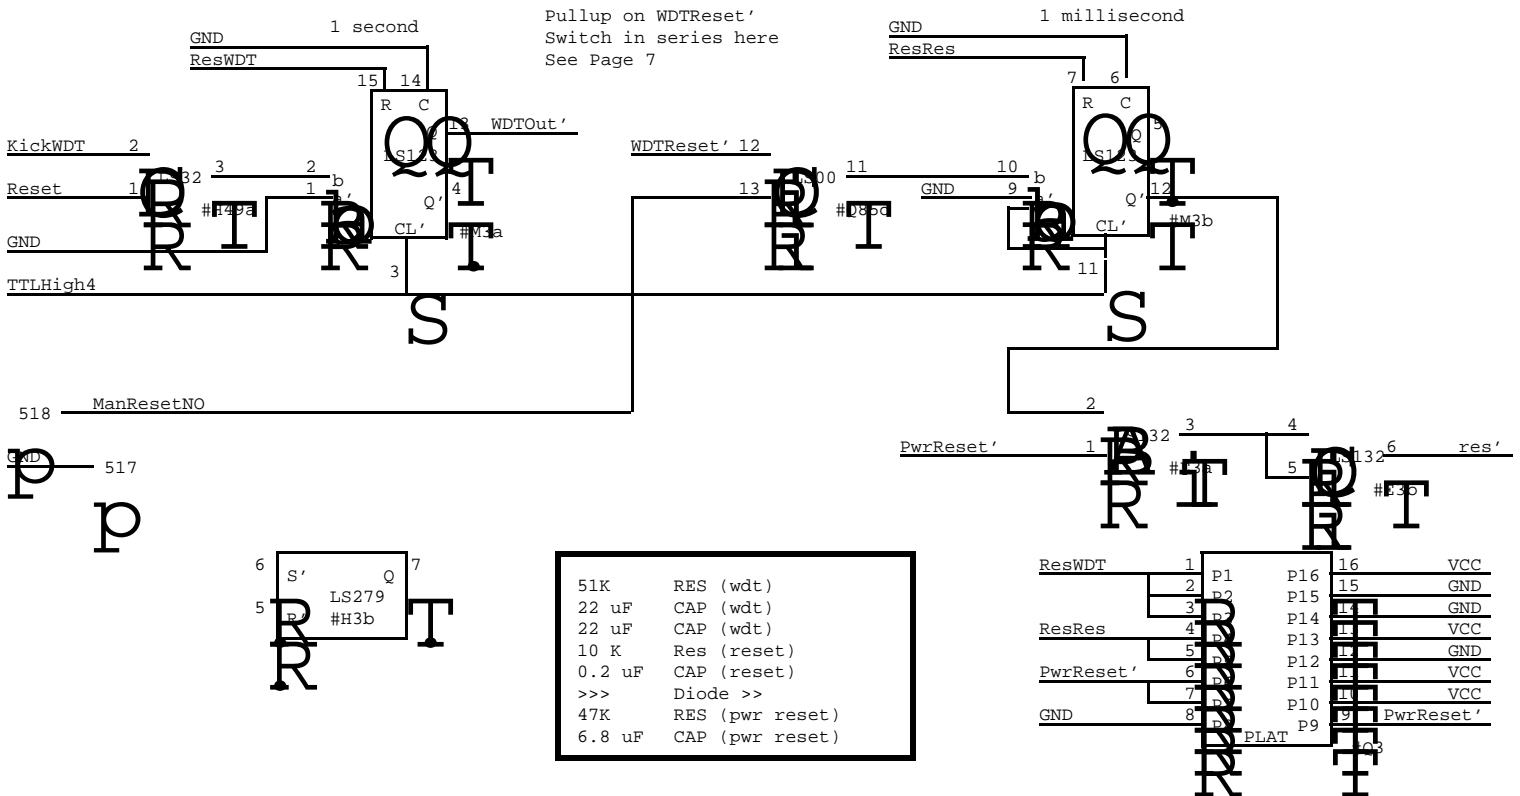 1 second
Pullup on WDTReset'
Switch in series here
See Page 7
1 millisecond
GND
ResWDT
15 14
R C
Q
13
WDTOut'
LS123
KickWDT 2
Reset 1
LS32
3
2
1
b
4
Q'
CL'
#M3a
GND
3
TTLHigh4
GND
ResRes
7 6
R C
Q
5
LS123
WDTReset' 12
13
LS00
11
10
GND 9
b
12
Q'
CL'
#M3b
11
S
S
518
ManResetNO
GND
517
p
p
2
PwrReset' 1
LS132
3
4
5
LS132
6
res'
#E3b
6
S'
Q
7
5
R'
LS279
#H3b
51K RES (wdt)
22 uF CAP (wdt)
22 uF CAP (wdt)
10 K Res (reset)
0.2 uF CAP (reset)
>>> Diode >>
47K RES (pwr reset)
6.8 uF CAP (pwr reset)
ResWDT 1 P1 P16 16 VCC
2 P2 P15 15 GND
3 P14 14 GND
ResRes 4 P13 VCC
5 P12 12 GND
PwrReset' 6 P11 11 VCC
7 P10 10 VCC
GND 8 P9 9 PwrReset'
PLAT
#Q3